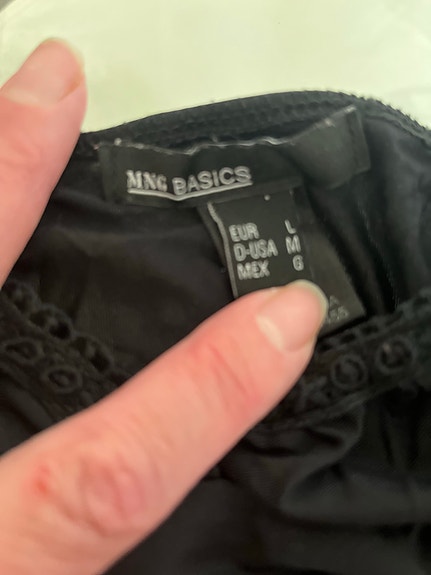 MNG BASICS
EUR L
D-USA M
MEX G